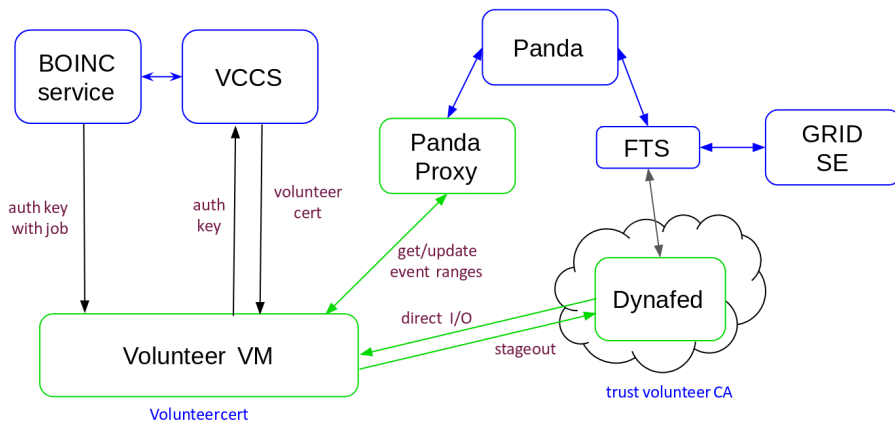 BOINC
service
VCCS
Panda
Panda
Proxy
FTS
GRID
SE
auth key
with job
auth
key
volunteer
cert
get/update
event ranges
Dynafed
direct I/O
stageout
Volunteer VM
Volunteercert
trust volunteer CA